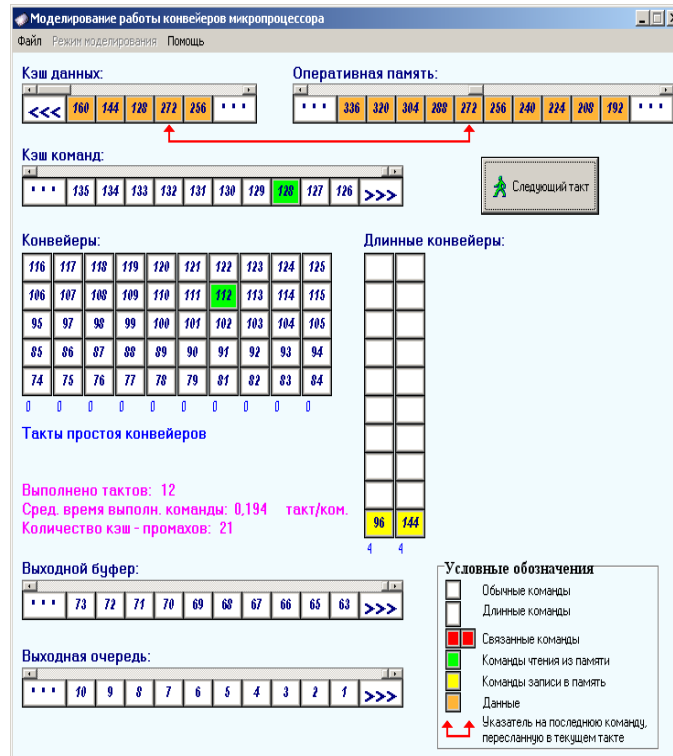 Моделирование работы конвейеров микропроцессора
Файл Режим моделирования Помощь
Кэш данных: Оперативная память:
<<< 160 144 128 272 256 ... ... 336 320 304 288 272 256 240 224 208 192 ...
Кэш команд:
... 135 134 133 132 131 130 129 128 127 126 >>>
Следующий такт
Конвейеры: Длинные конвейеры:
116 117 118 119 120 121 122 123 124 125
106 107 108 109 110 111 112 113 114 115
95 97 98 99 100 101 102 103 104 105
85 86 87 88 89 90 91 92 93 94
74 75 76 77 78 79 81 82 83 84
0 0 0 0 0 0 0 0 0 0
Такты простоя конвейеров
Выполнено тактов: 12
Сред. время выполн. команды: 0,194 такт/ком.
Количество кэш - промахов: 21
96 144
4 4
Выходной буфер:
... 73 72 71 70 69 68 67 66 65 63 >>>
Выходная очередь:
... 10 9 8 7 6 5 4 3 2 1 >>>
Условные обозначения
Обычные команды
Длинные команды
Связанные команды
Команды чтения из памяти
Команды записи в память
Данные
Указатель на последнюю команду,
пересланную в текущем такте